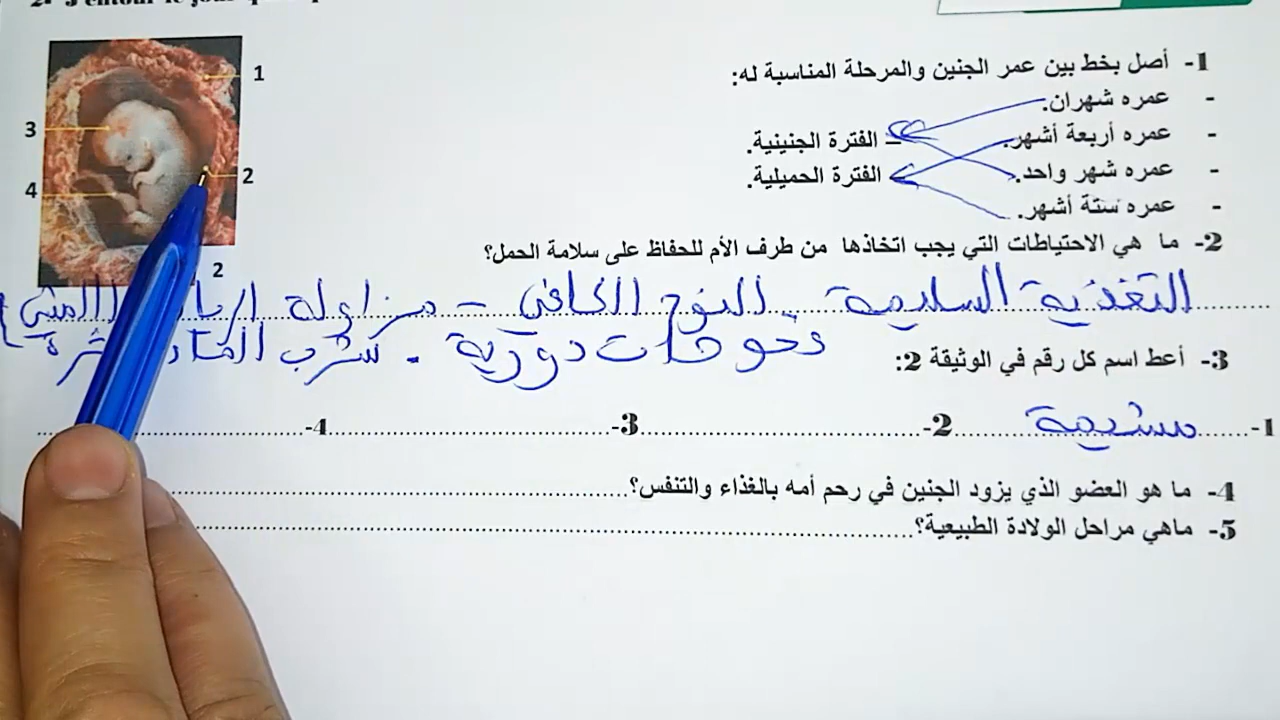 1- أصل بخط بين عمر الجنين والمرحلة المناسبة له:
- عمره شهران.
- عمره أربعة أشهر.
- عمره شهر واحد.
- عمره ستة أشهر.
الفترة الجنينية.
الفترة الحميلية.
1
3
2
4
2
2- ما هي الاحتياطات التي يجب اتخاذها من طرف الأم للحفاظ على سلامة الحمل؟
التغذية السليمة - النوم الكافي - مزاولة المشي
فحوصات دورية - شرب الماء
3- أعط اسم كل رقم في الوثيقة 2:
1- مشيمة 2- 3- 4-
4- ما هو العضو الذي يزود الجنين في رحم أمه بالغذاء والتنفس؟
5- ماهي مراحل الولادة الطبيعية؟